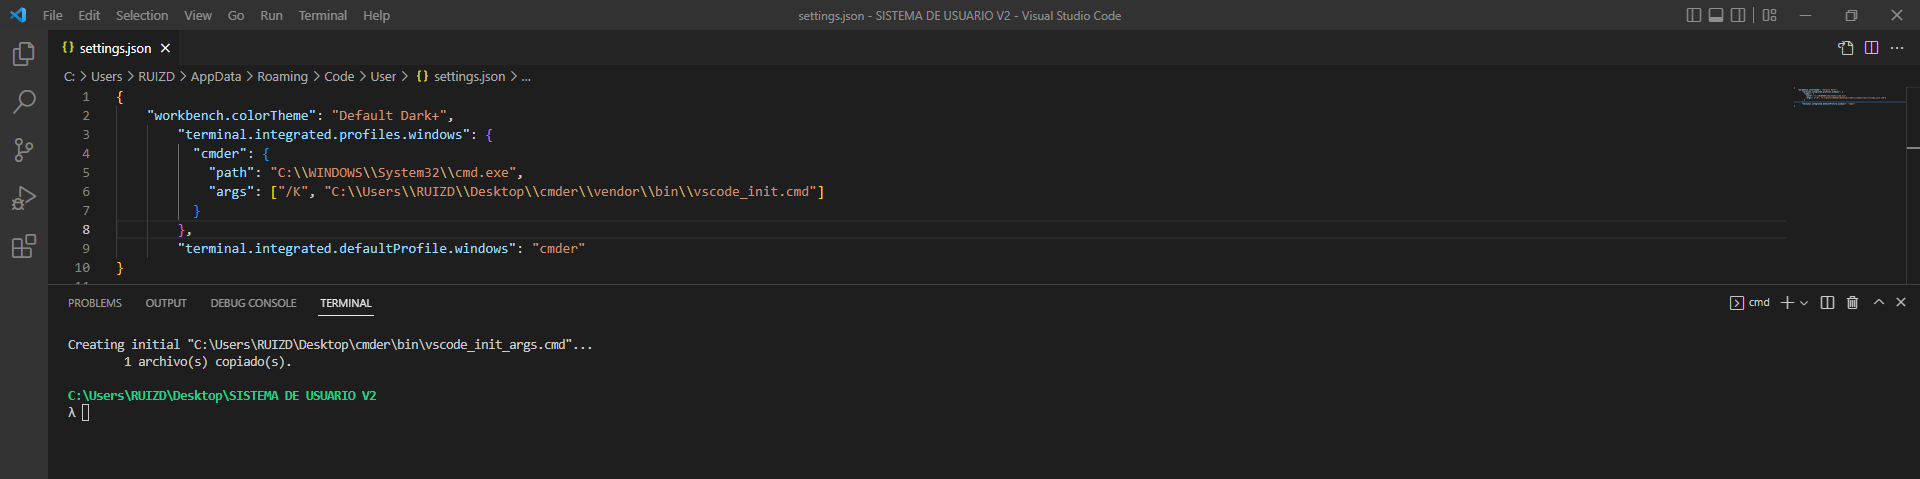 File Edit Selection View Go Run Terminal Help settings.json - SISTEMA DE USUARIO V2 - Visual Studio Code
{} settings.json ×
C: > Users > RUIZD > AppData > Roaming > Code > User > {} settings.json > ...
1 {
2 "workbench.colorTheme": "Default Dark+",
3 "terminal.integrated.profiles.windows": {
4 "cmder": {
5 "path": "C:\\WINDOWS\\System32\\cmd.exe",
6 "args": ["/K", "C:\\Users\\RUIZD\\Desktop\\cmder\\vendor\\bin\\vscode_init.cmd"]
7 }
8 },
9 "terminal.integrated.defaultProfile.windows": "cmder"
10 }
PROBLEMS OUTPUT DEBUG CONSOLE TERMINAL cmd
Creating initial "C:\Users\RUIZD\Desktop\cmder\bin\vscode_init_args.cmd"...
1 archivo(s) copiado(s).
C:\Users\RUIZD\Desktop\SISTEMA DE USUARIO V2
λ